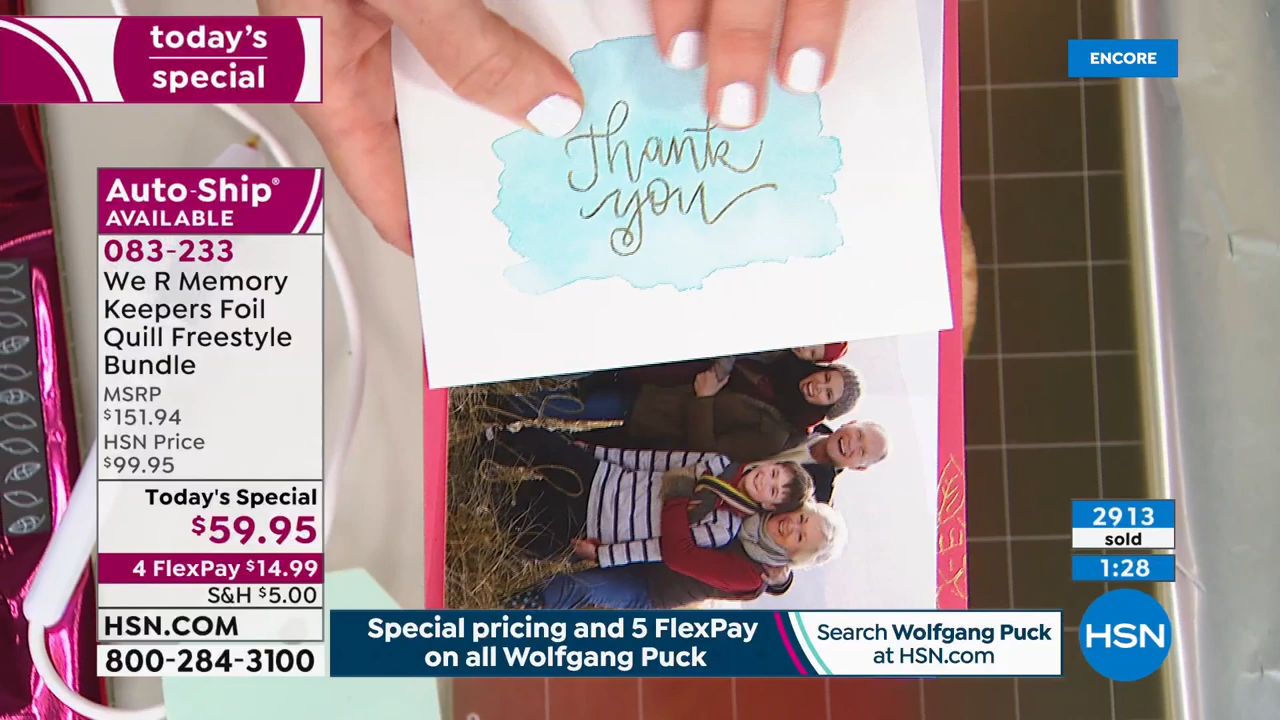 today's
special
ENCORE
Thank
you
Auto-Ship®
AVAILABLE
083-233
We R Memory
Keepers Foil
Quill Freestyle
Bundle
MSRP
$151.94
HSN Price
$99.95
Today's Special
$59.95
4 FlexPay $14.99
S&H $5.00
HSN.COM
800-284-3100
2913
sold
1:28
HSN
Special pricing and 5 FlexPay
on all Wolfgang Puck
Search Wolfgang Puck
at HSN.com